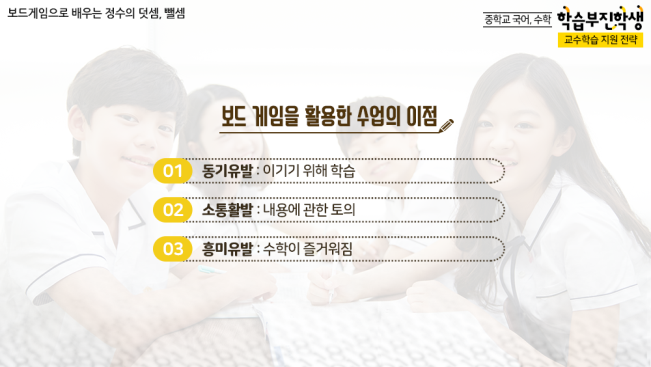 보드게임으로 배우는 정수의 덧셈, 뺄셈
중학교 국어, 수학
학습부진학생
교수학습 지원 전략
보드 게임을 활용한 수업의 이점
01 동기유발 : 이기기 위해 학습
02 소통활발 : 내용에 관한 토의
03 흥미유발 : 수학이 즐거워짐